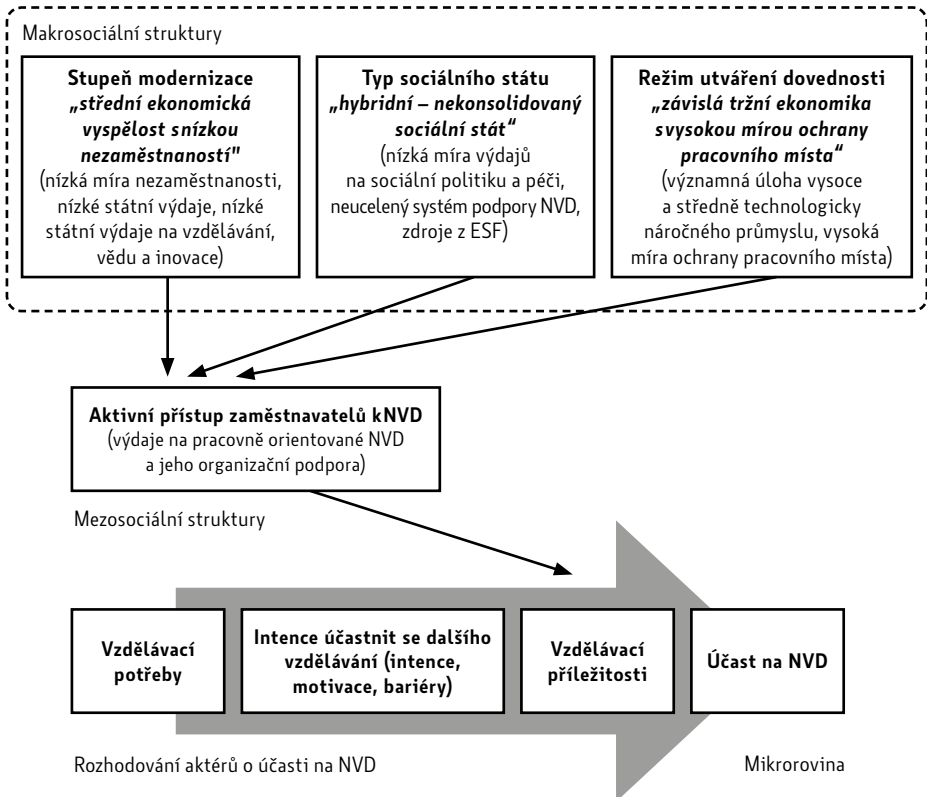 Makrosociální struktury
Stupeň modernizace
„střední ekonomická
vyspělost snízkou
nezaměstnaností"
(nízká míra nezaměstnanosti,
nízké státní výdaje, nízké
státní výdaje na vzdělávání,
vědu a inovace)
Typ sociálního státu
„hybridní – nekonsolidovaný
sociální stát“
(nízká míra výdajů
na sociální politiku a péči,
neucelený systém podpory NVD,
zdroje z ESF)
Režim utváření dovednosti
„závislá tržní ekonomika
svysokou mírou ochrany
pracovního místa“
(významná úloha vysoce
a středně technologicky
náročného průmyslu, vysoká
míra ochrany pracovního místa)
Aktivní přístup zaměstnavatelů kNVD
(výdaje na pracovně orientované NVD
a jeho organizační podpora)
Mezosociální struktury
Vzdělávací
potřeby
Intence účastnit se dalšího
vzdělávání (intence,
motivace, bariéry)
Vzdělávací
příležitosti
Účast na NVD
Rozhodování aktérů o účasti na NVD
Mikrorovina